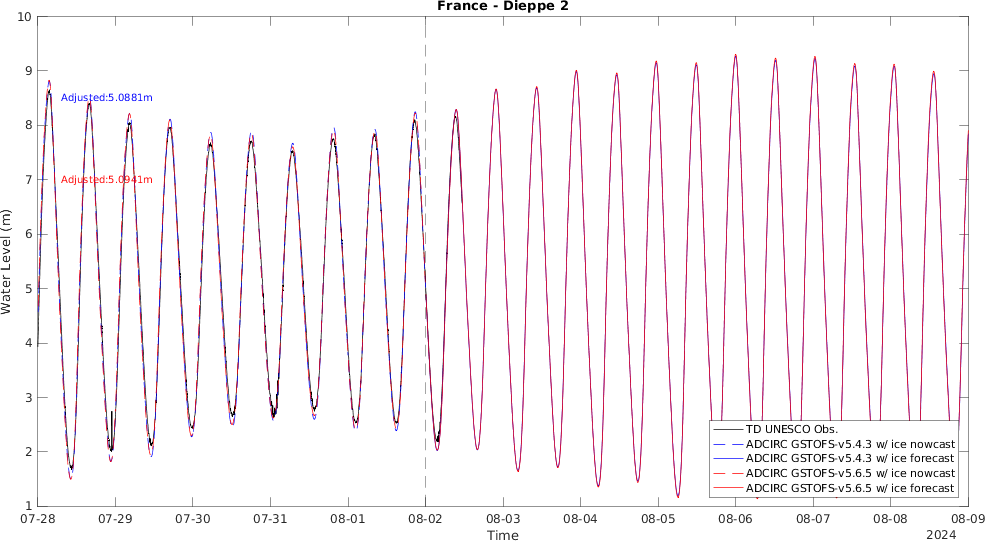 France - Dieppe 2
10
9
8
7
6
5
4
3
2
1
Water Level (m)
Adjusted:5.0881m
Adjusted:5.0941m
TD UNESCO Obs.
ADCIRC GSTOFS-v5.4.3 w/ ice nowcast
ADCIRC GSTOFS-v5.4.3 w/ ice forecast
ADCIRC GSTOFS-v5.6.5 w/ ice nowcast
ADCIRC GSTOFS-v5.6.5 w/ ice forecast
07-28 07-29 07-30 07-31 08-01 08-02 08-03 08-04 08-05 08-06 08-07 08-08 08-09
Time
2024